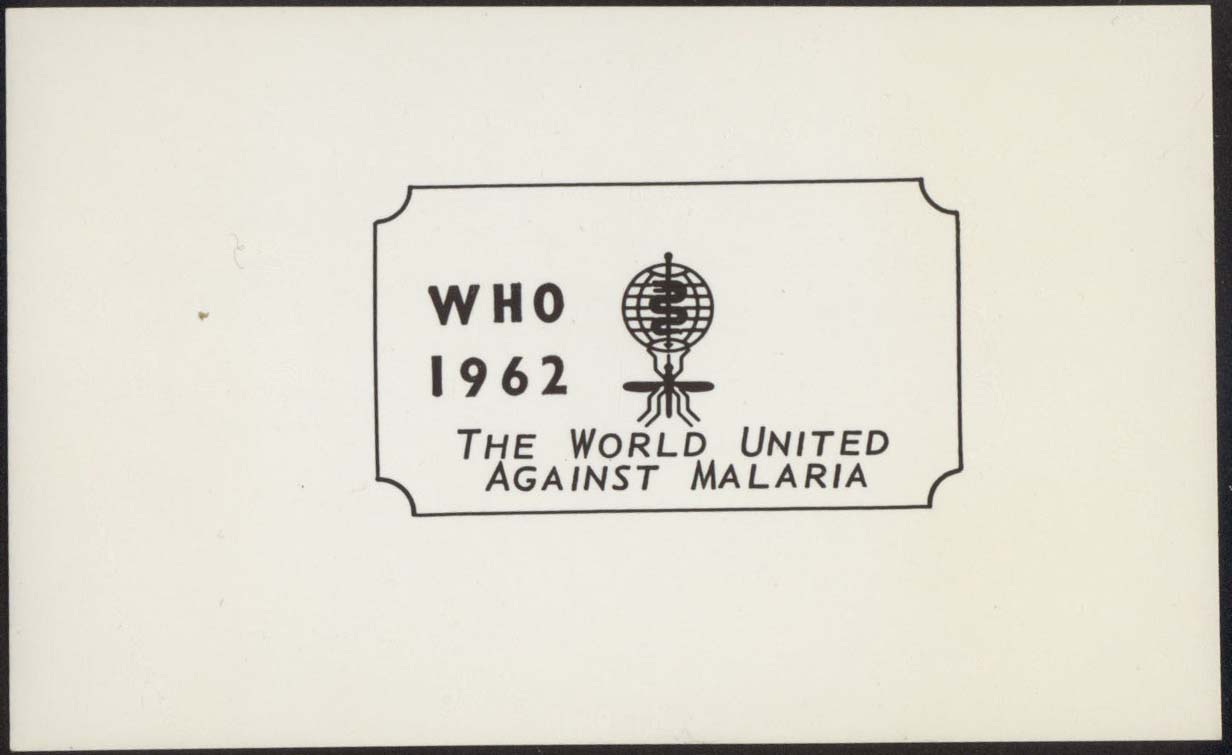 WHO
1962
THE WORLD UNITED
AGAINST MALARIA